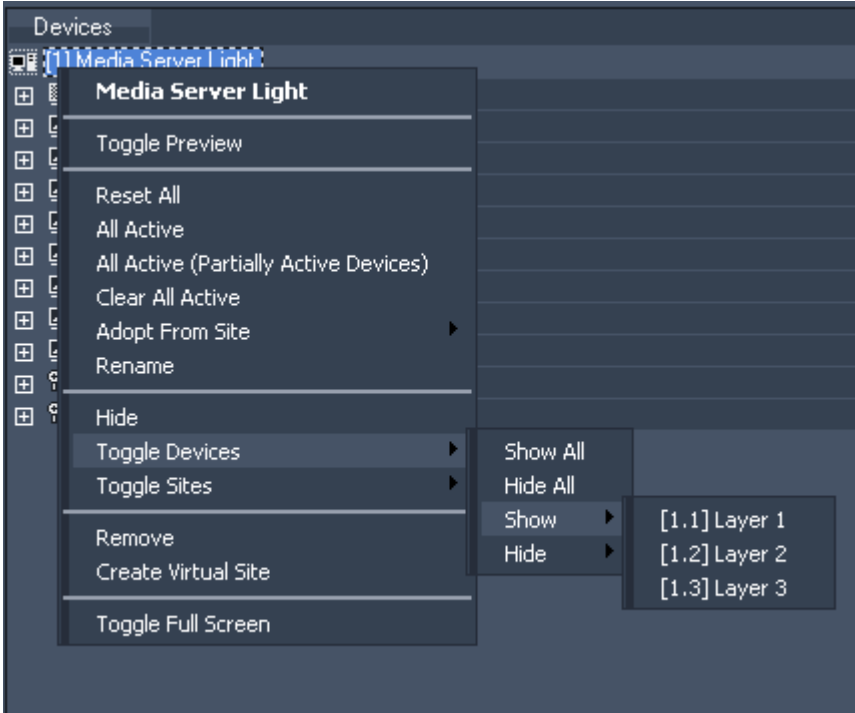 Devices
[1] Media Server Light
Media Server Light
Toggle Preview
Reset All
All Active
All Active (Partially Active Devices)
Clear All Active
Adopt From Site
Rename
Hide
Toggle Devices
Toggle Sites
Remove
Create Virtual Site
Toggle Full Screen
Show All
Hide All
Show
Hide
[1.1] Layer 1
[1.2] Layer 2
[1.3] Layer 3